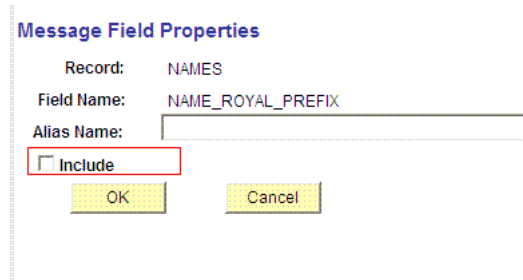 Message Field Properties
Record: NAMES
Field Name: NAME_ROYAL_PREFIX
Alias Name:
Include
OK Cancel